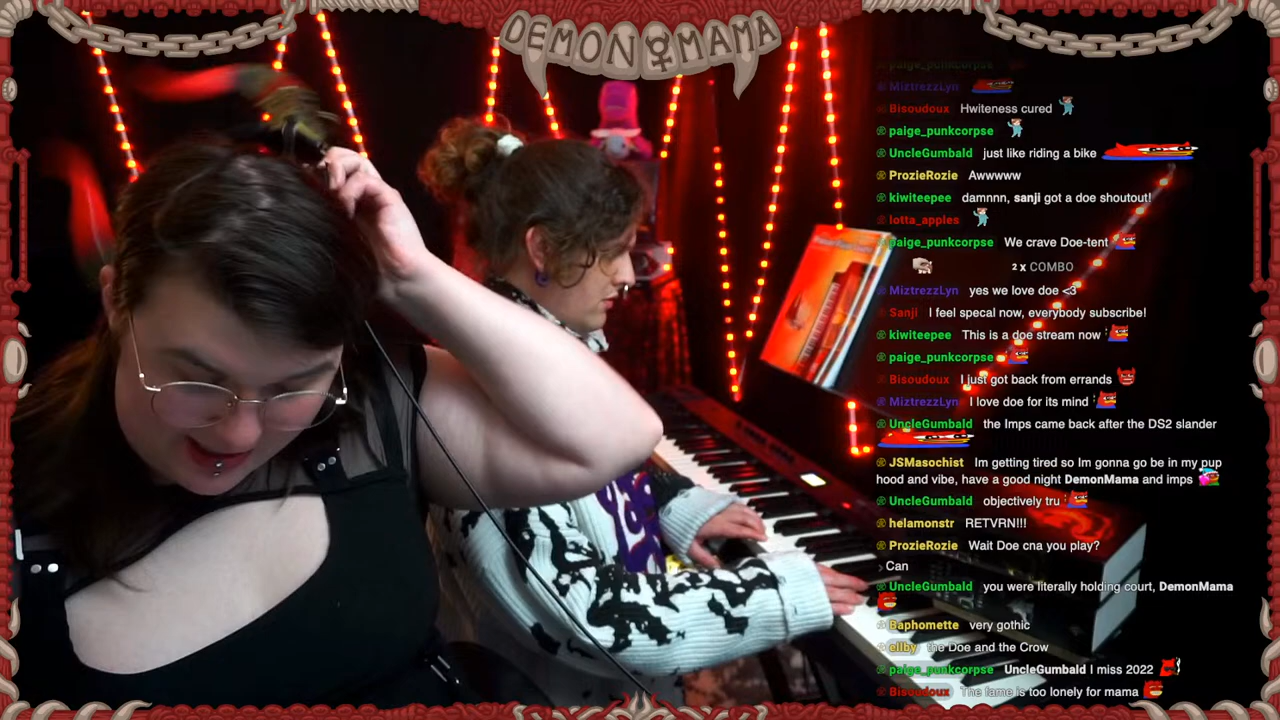 DEMON MAMA
paige_punkcorpse
MiztrezzLyn
Bisoudoux Hwiteness cured
paige_punkcorpse
UncleGumbald just like riding a bike
ProzieRozie Awwwww
kiwiteepee damnnn, sanji got a doe shoutout!
lotta_apples
paige_punkcorpse We crave Doe-tent
2 x COMBO
MiztrezzLyn yes we love doe <3
Sanji I feel specal now, everybody subscribe!
kiwiteepee This is a doe stream now
paige_punkcorpse
Bisoudoux I just got back from errands
MiztrezzLyn I love doe for its mind
UncleGumbald the Imps came back after the DS2 slander
JSMasochist Im getting tired so Im gonna go be in my pup
hood and vibe, have a good night DemonMama and imps
UncleGumbald objectively tru
helamonstr RETVRN!!!
ProzieRozie Wait Doe cna you play?
Can
UncleGumbald you were literally holding court, DemonMama
Baphomette very gothic
ellby the Doe and the Crow
paige_punkcorpse UncleGumbald I miss 2022
Bisoudoux The fame is too lonely for mama